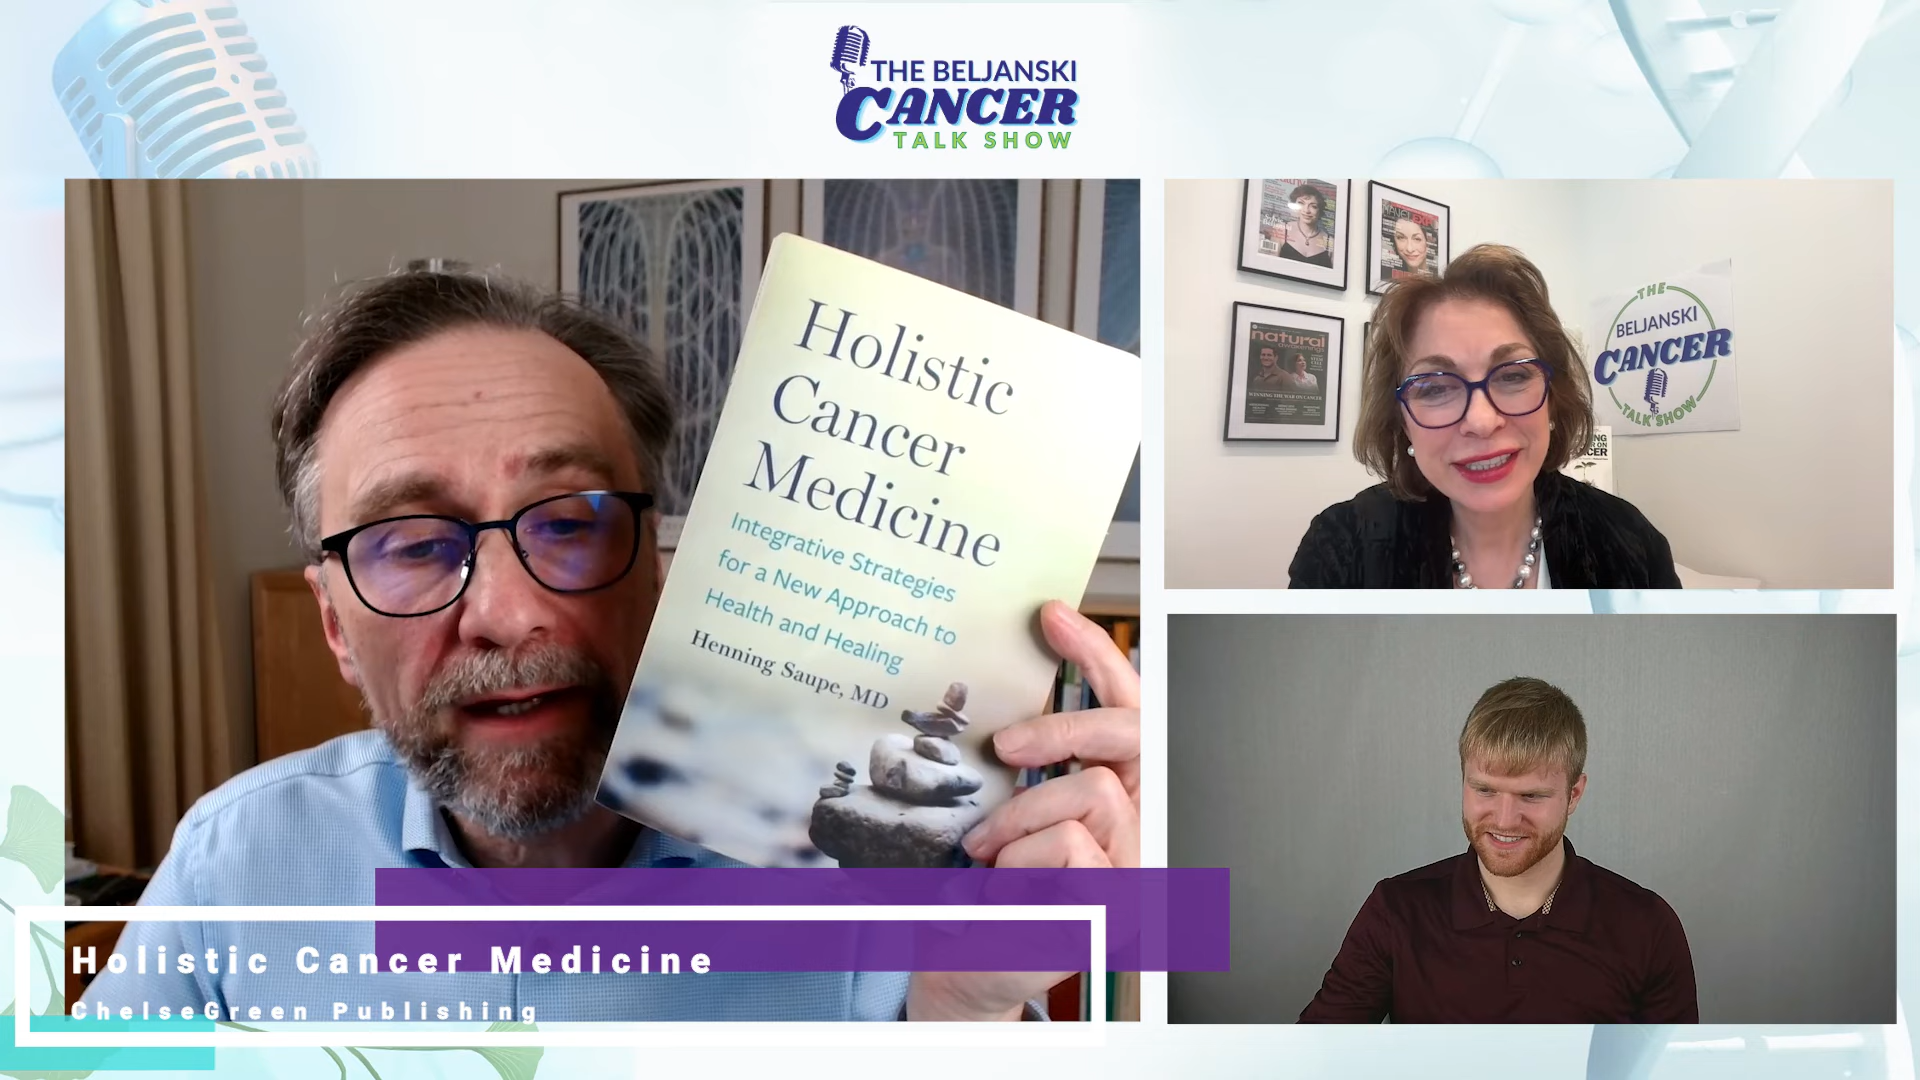 THE BELJANSKI
CANCER
TALK SHOW
Holistic
Cancer
Medicine
Integrative Strategies
for a New Approach to
Health and Healing
Henning Saupe, MD
natural
awakenings
WINNING THE WAR ON CANCER
THE
BELJANSKI
CANCER
TALK SHOW
Holistic Cancer Medicine
ChelseGreen Publishing